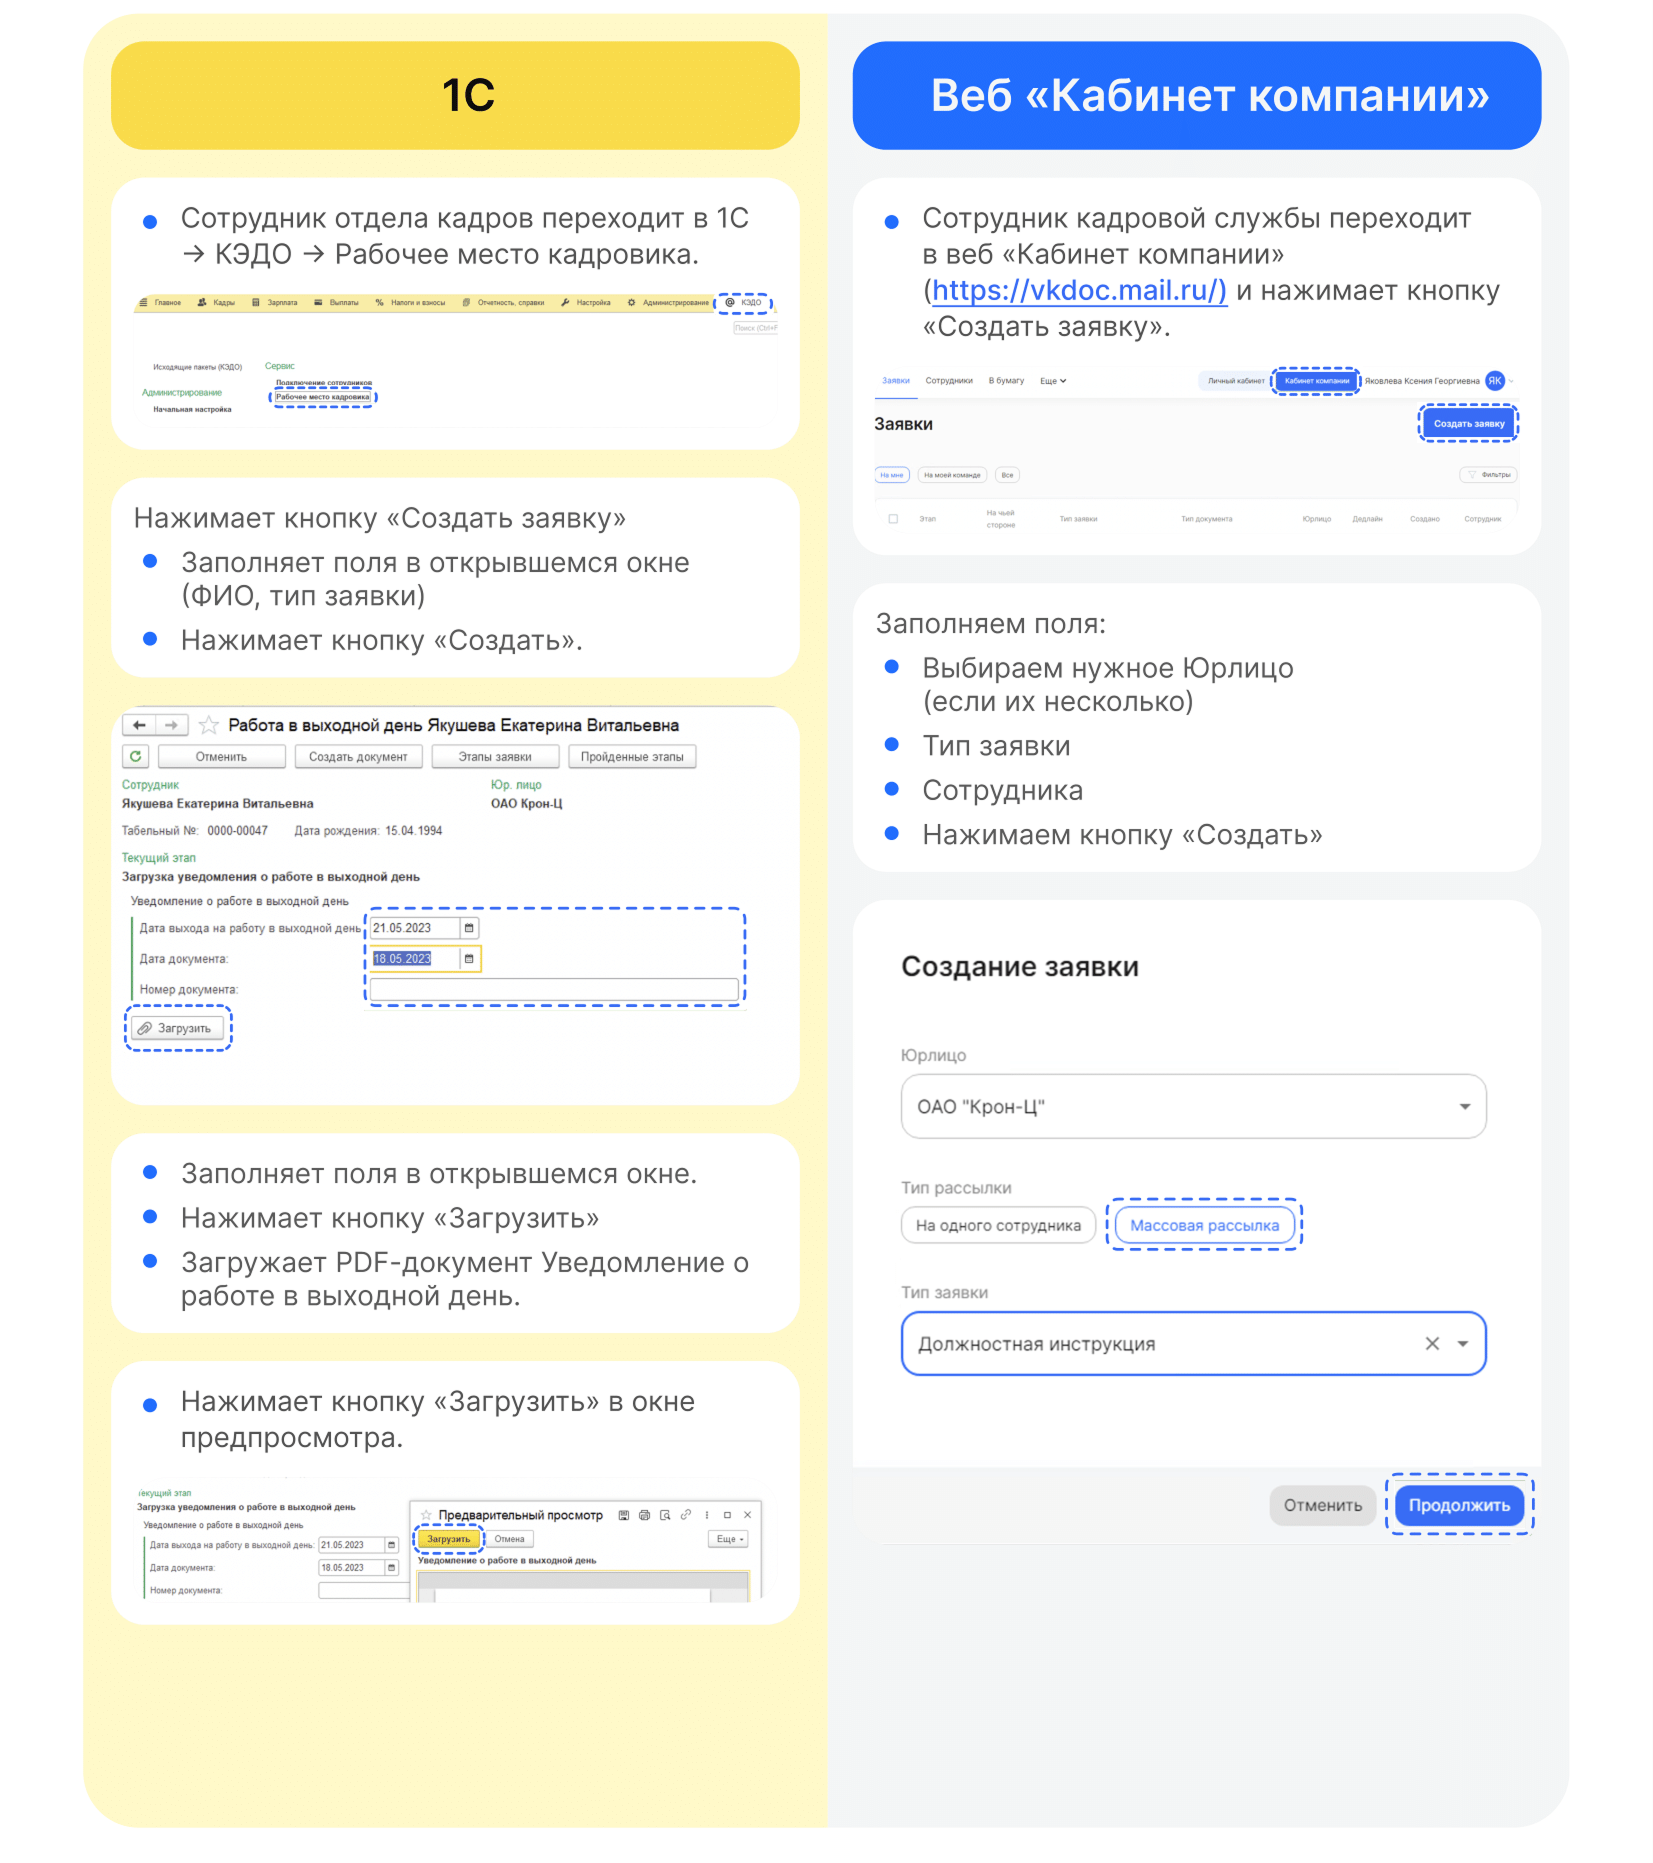 1С
Сотрудник отдела кадров переходит в 1С
→ КЭДО → Рабочее место кадровика.
Главное Кадры Зарплата Выплаты Налоги и взносы Отчетность, справки Настройка Администрирование КЭДО
Поиск (Ctrl+F
Исходящие пакеты (КЭДО) Сервис
Подключение сотрудников
Администрирование Рабочее место кадровика
Начальная настройка
Нажимает кнопку «Создать заявку»
Заполняет поля в открывшемся окне
(ФИО, тип заявки)
Нажимает кнопку «Создать».
Работа в выходной день Якушева Екатерина Витальевна
Отменить Создать документ Этапы заявки Пройденные этапы
Сотрудник Юр. лицо
Якушева Екатерина Витальевна ОАО Крон-Ц
Табельный №: 0000-00047 Дата рождения: 15.04.1994
Текущий этап
Загрузка уведомления о работе в выходной день
Уведомление о работе в выходной день
Дата выхода на работу в выходной день 21.05.2023
Дата документа: 18.05.2023
Номер документа:
Загрузить
Заполняет поля в открывшемся окне.
Нажимает кнопку «Загрузить»
Загружает PDF-документ Уведомление о
работе в выходной день.
Нажимает кнопку «Загрузить» в окне
предпросмотра.
Текущий этап
Загрузка уведомления о работе в выходной день
Уведомление о работе в выходной день
Дата выхода на работу в выходной день: 21.05.2023
Дата документа: 18.05.2023
Номер документа:
Предварительный просмотр
Загрузить Отмена Еще
Уведомление о работе в выходной день
Веб «Кабинет компании»
Сотрудник кадровой службы переходит
в веб «Кабинет компании»
(https://vkdoc.mail.ru/) и нажимает кнопку
«Создать заявку».
Заявки Сотрудники В бумагу Еще Личный кабинет Кабинет компании Яковлева Ксения Георгиевна ЯК
Заявки Создать заявку
На мне На моей команде Все Фильтры
Этап На чьей стороне Тип заявки Тип документа Юрлицо Дедлайн Создано Сотрудник
Заполняем поля:
Выбираем нужное Юрлицо
(если их несколько)
Тип заявки
Сотрудника
Нажимаем кнопку «Создать»
Создание заявки
Юрлицо
ОАО "Крон-Ц"
Тип рассылки
На одного сотрудника Массовая рассылка
Тип заявки
Должностная инструкция
Отменить Продолжить